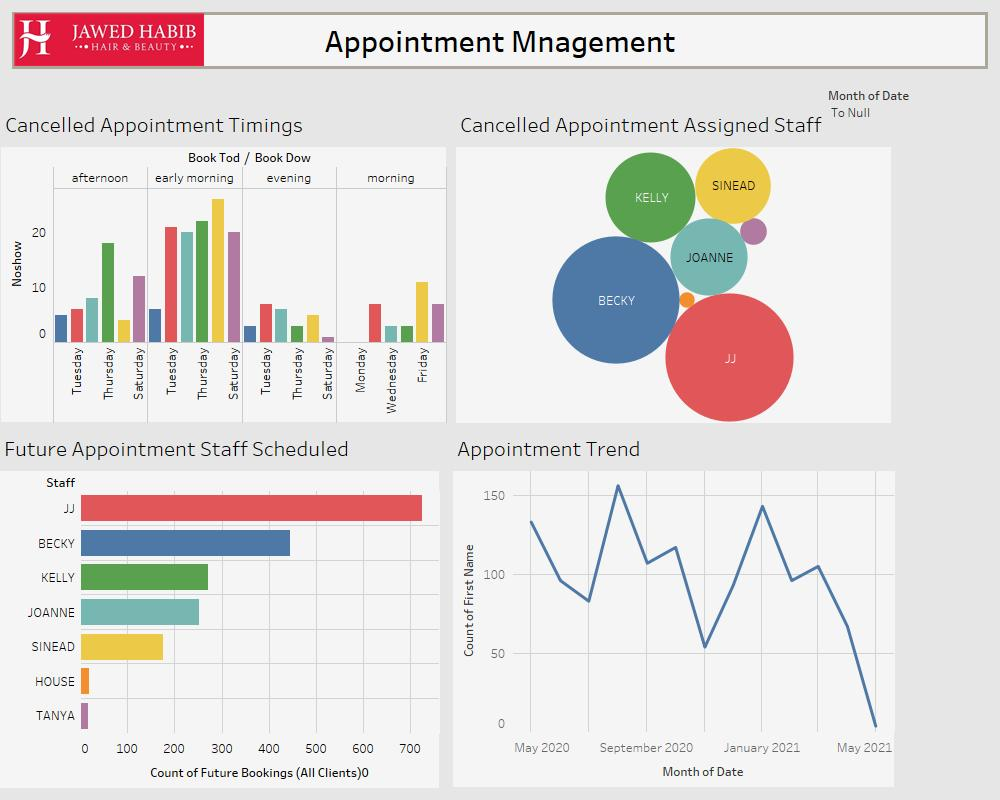 JAWED HABIB
HAIR & BEAUTY
Appointment Mnagement
Month of Date
To Null
Cancelled Appointment Timings
Book Tod / Book Dow
afternoon early morning evening morning
Noshow
20
10
0
Tuesday Thursday Saturday Tuesday Thursday Saturday Tuesday Thursday Saturday Monday Wednesday Friday
Cancelled Appointment Assigned Staff
KELLY
SINEAD
JOANNE
BECKY
JJ
Future Appointment Staff Scheduled
Staff
JJ
BECKY
KELLY
JOANNE
SINEAD
HOUSE
TANYA
0 100 200 300 400 500 600 700
Count of Future Bookings (All Clients)0
Appointment Trend
Count of First Name
150
100
50
0
May 2020 September 2020 January 2021 May 2021
Month of Date